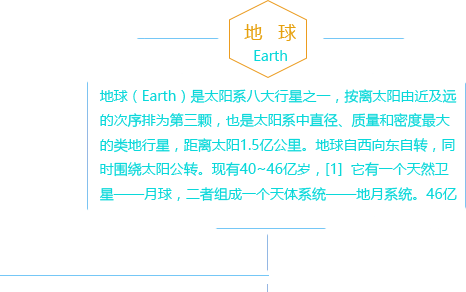 地 球
Earth
地球（Earth）是太阳系八大行星之一，按离太阳由近及远
的次序排为第三颗，也是太阳系中直径、质量和密度最大
的类地行星，距离太阳1.5亿公里。地球自西向东自转，同
时围绕太阳公转。现有40~46亿岁，[1] 它有一个天然卫
星——月球，二者组成一个天体系统——地月系统。46亿